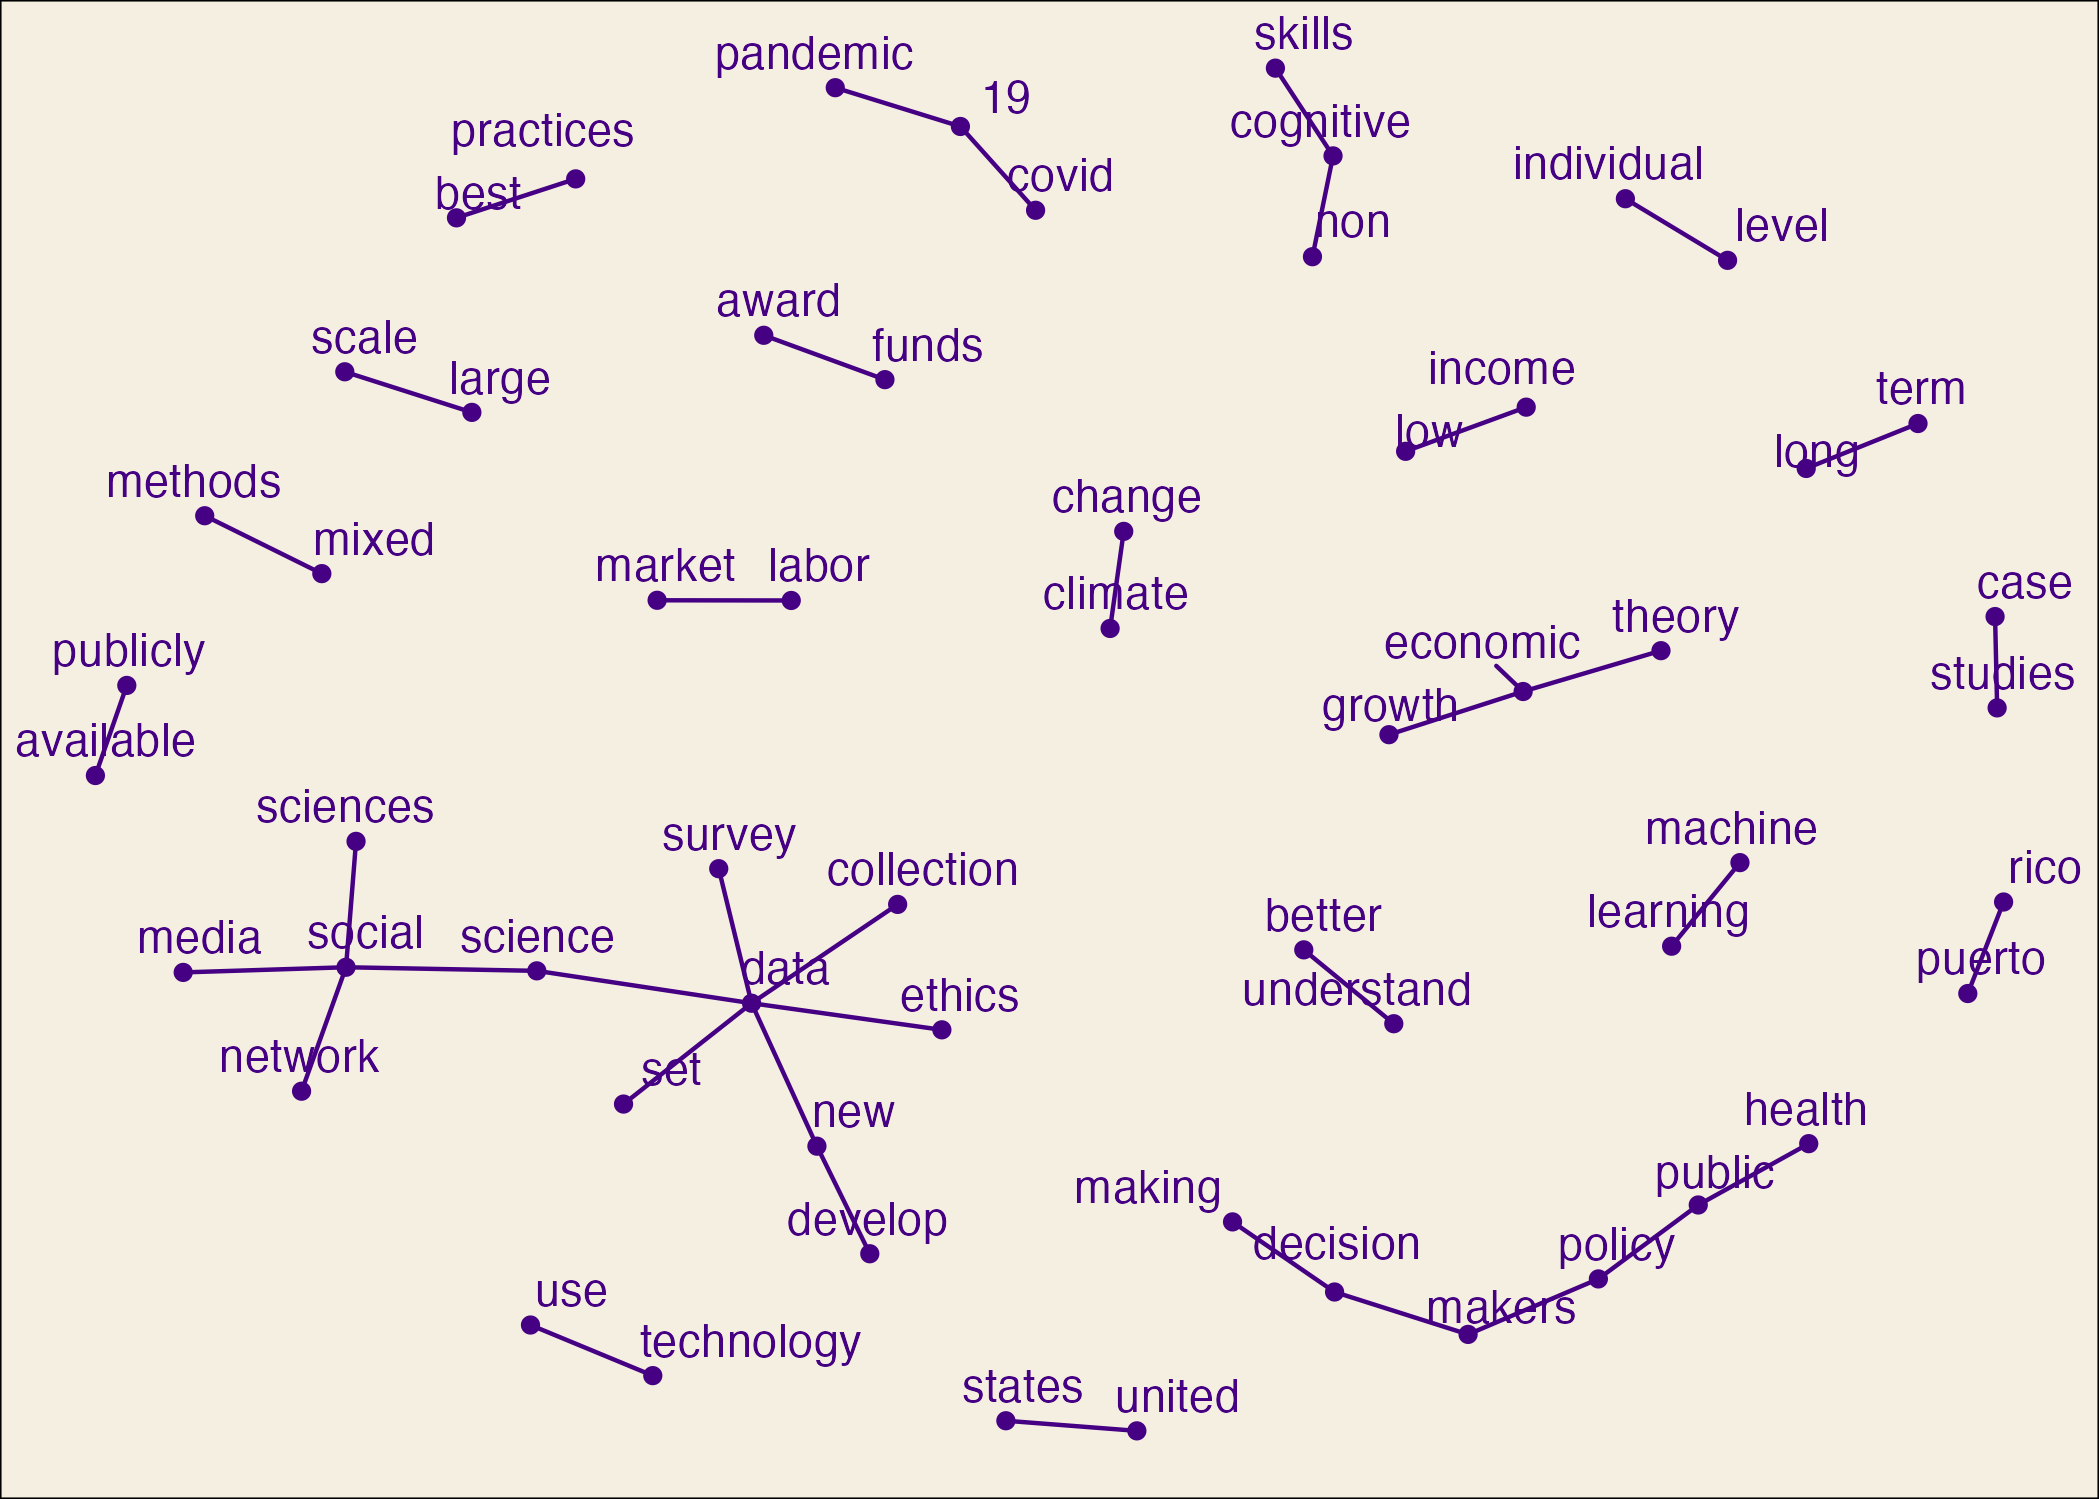 skills
pandemic
19
cognitive
practices
individual
covid
best
non
level
award
scale
funds
income
large
term
low
long
methods
change
mixed
market
labor
climate
case
theory
economic
publicly
studies
growth
available
sciences
machine
survey
rico
collection
learning
better
social
media
science
puerto
data
understand
ethics
network
set
health
new
public
making
develop
decision
policy
use
makers
technology
states
united